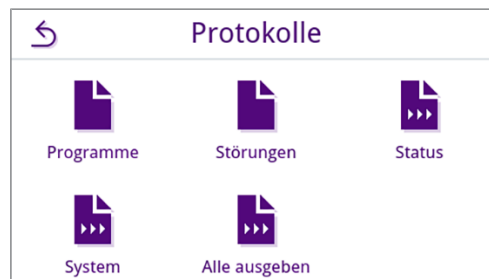 Protokolle
Programme
Störungen
Status
System
Alle ausgeben